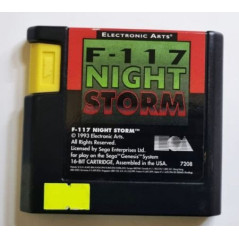 ELECTRONIC ARTS®
F-117
NIGHT
STORM
F-117 NIGHT STORM™
© 1993 Electronic Arts.
All Rights Reserved.
Licensed by Sega Enterprises Ltd.
for play on the Sega™ Genesis™ System
16-BIT CARTRIDGE, Assembled in the USA.
7208